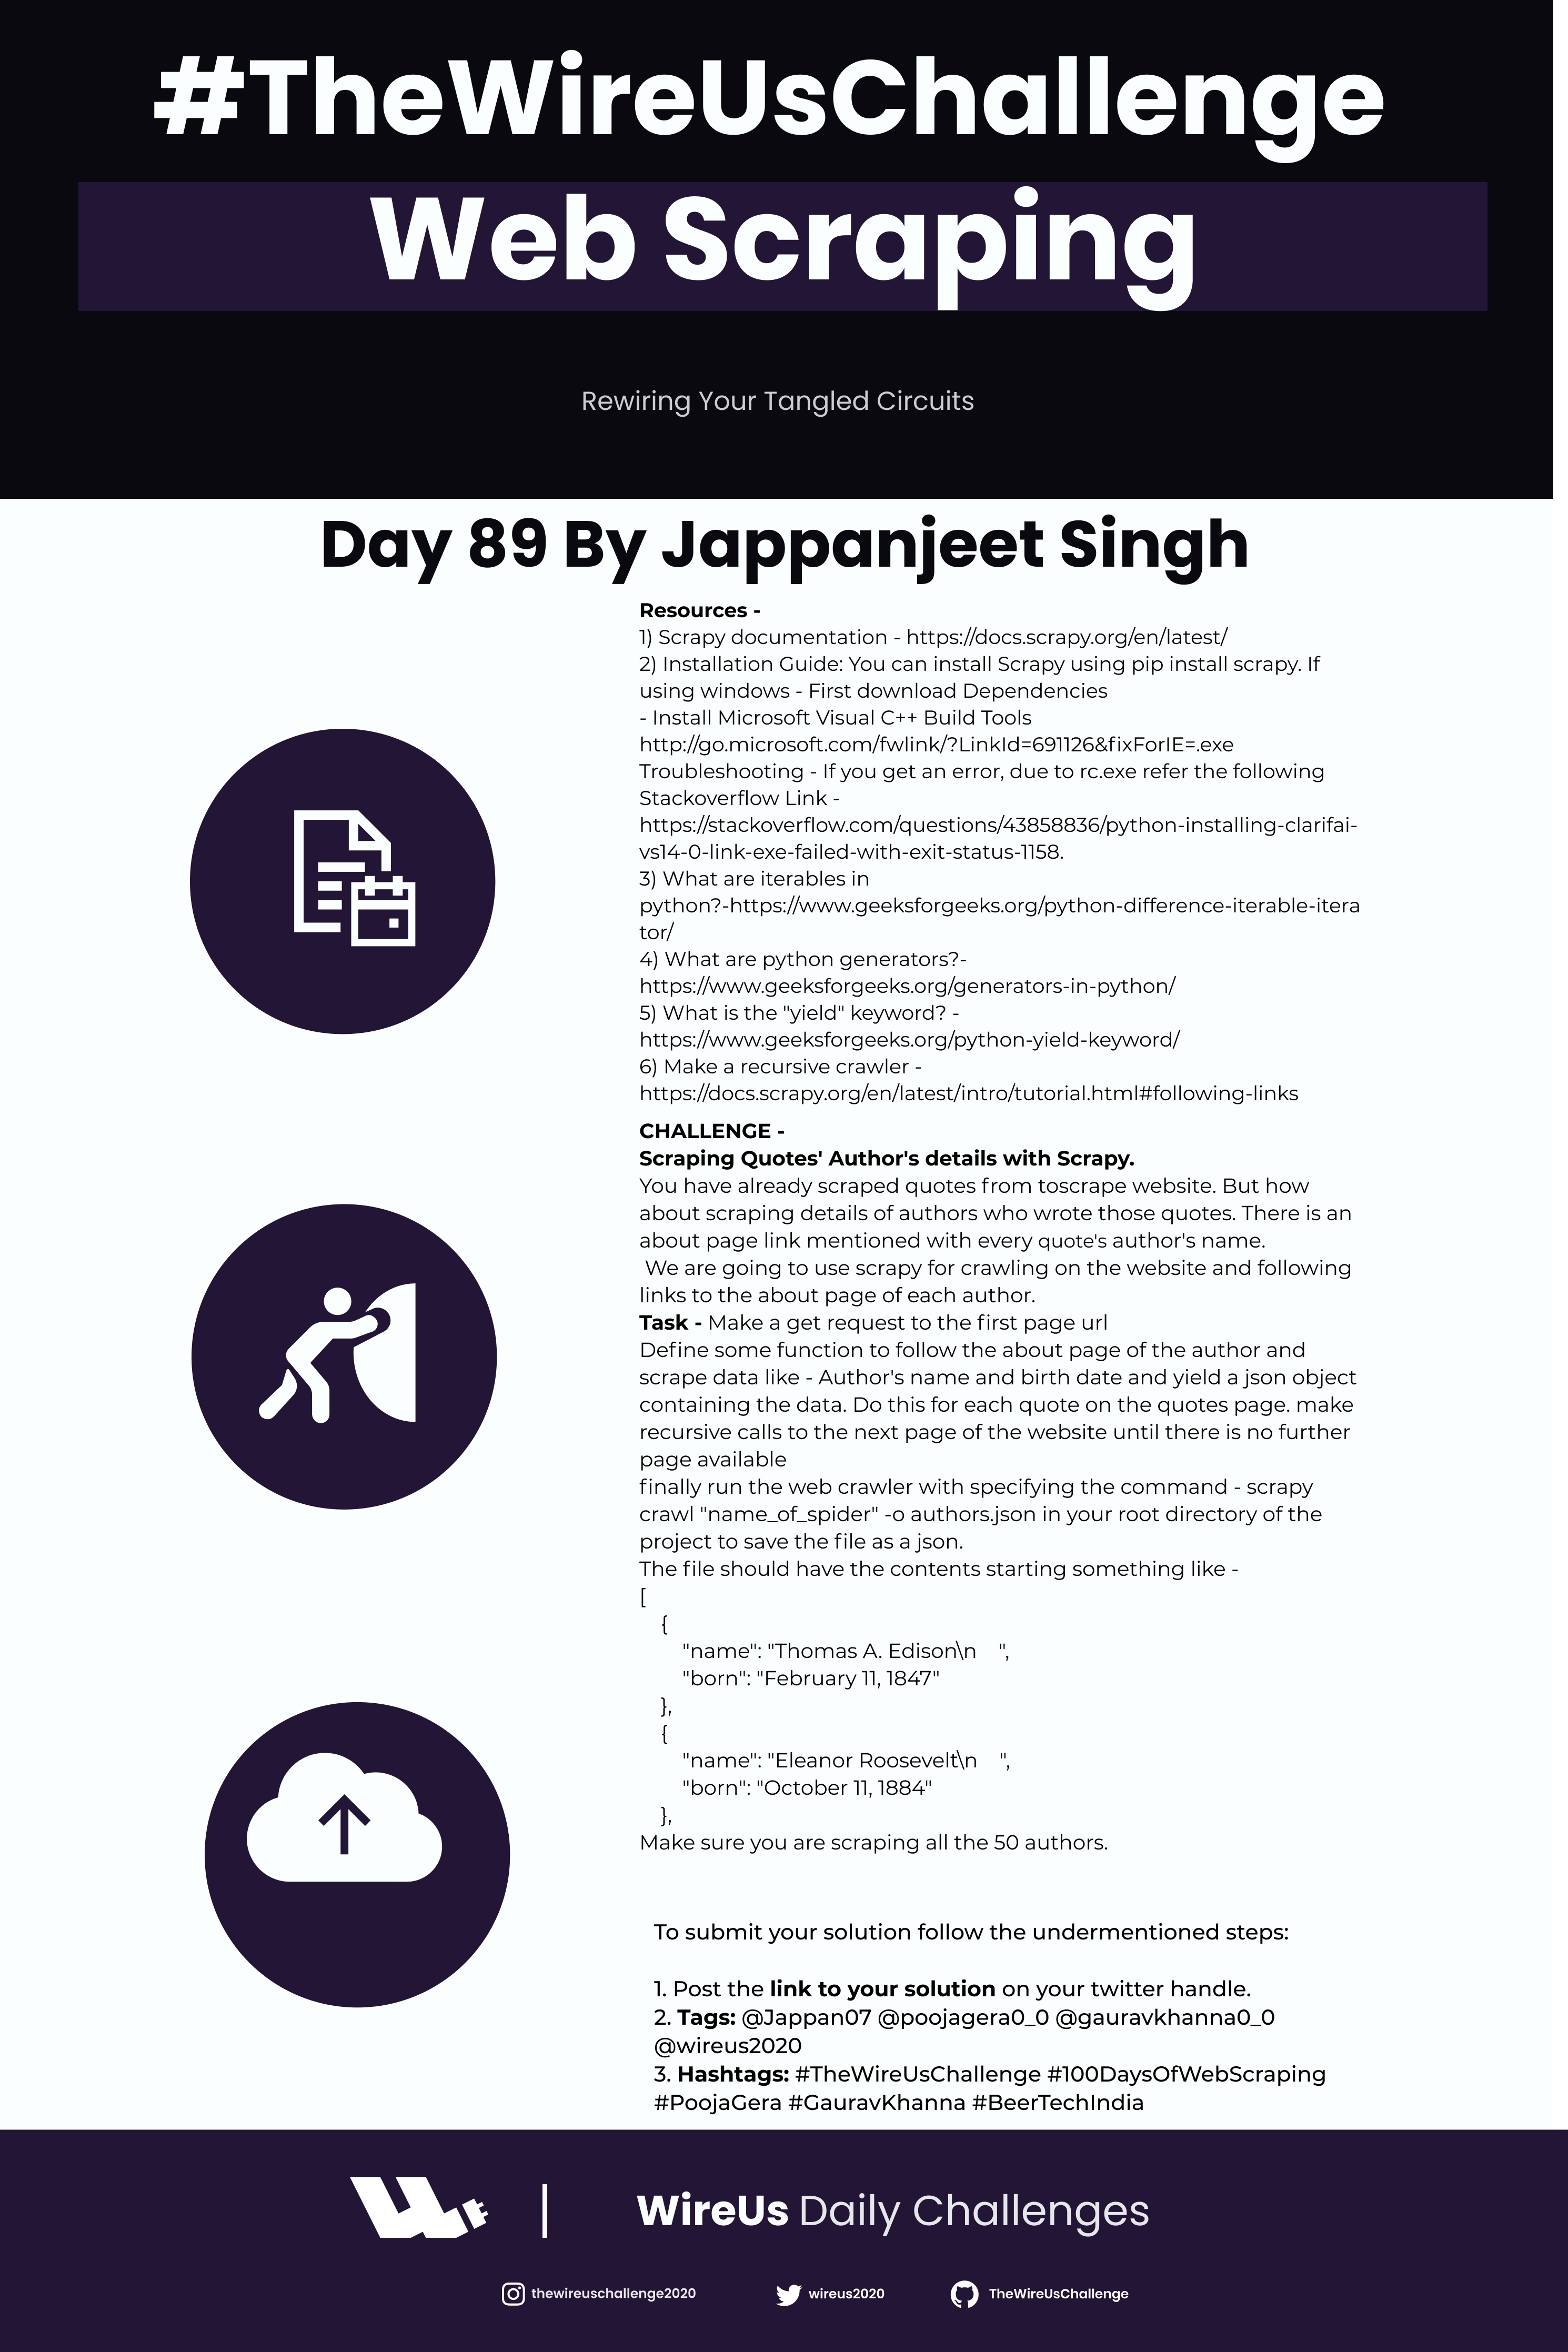 #TheWireUsChallenge
Web Scraping
Rewiring Your Tangled Circuits
Day 89 By Jappanjeet Singh
Resources -
1) Scrapy documentation - https://docs.scrapy.org/en/latest/
2) Installation Guide: You can install Scrapy using pip install scrapy. If
using windows - First download Dependencies
- Install Microsoft Visual C++ Build Tools
http://go.microsoft.com/fwlink/?LinkId=691126&fixForIE=.exe
Troubleshooting - If you get an error, due to rc.exe refer the following
Stackoverflow Link -
https://stackoverflow.com/questions/43858836/python-installing-clarifai-
vs14-0-link-exe-failed-with-exit-status-1158.
3) What are iterables in
python?-https://www.geeksforgeeks.org/python-difference-iterable-itera
tor/
4) What are python generators?-
https://www.geeksforgeeks.org/generators-in-python/
5) What is the "yield" keyword? -
https://www.geeksforgeeks.org/python-yield-keyword/
6) Make a recursive crawler -
https://docs.scrapy.org/en/latest/intro/tutorial.html#following-links
CHALLENGE -
Scraping Quotes' Author's details with Scrapy.
You have already scraped quotes from toscrape website. But how
about scraping details of authors who wrote those quotes. There is an
about page link mentioned with every quote's author's name.
We are going to use scrapy for crawling on the website and following
links to the about page of each author.
Task - Make a get request to the first page url
Define some function to follow the about page of the author and
scrape data like - Author's name and birth date and yield a json object
containing the data. Do this for each quote on the quotes page. make
recursive calls to the next page of the website until there is no further
page available
finally run the web crawler with specifying the command - scrapy
crawl "name_of_spider" -o authors.json in your root directory of the
project to save the file as a json.
The file should have the contents starting something like -
[
{
"name": "Thomas A. Edison\n    ",
"born": "February 11, 1847"
},
{
"name": "Eleanor Roosevelt\n    ",
"born": "October 11, 1884"
},
Make sure you are scraping all the 50 authors.
To submit your solution follow the undermentioned steps:
1. Post the link to your solution on your twitter handle.
2. Tags: @Jappan07 @poojagera0_0 @gauravkhanna0_0
@wireus2020
3. Hashtags: #TheWireUsChallenge #100DaysOfWebScraping
#PoojaGera #GauravKhanna #BeerTechIndia
WireUs Daily Challenges
thewireuschallenge2020
wireus2020
TheWireUsChallenge